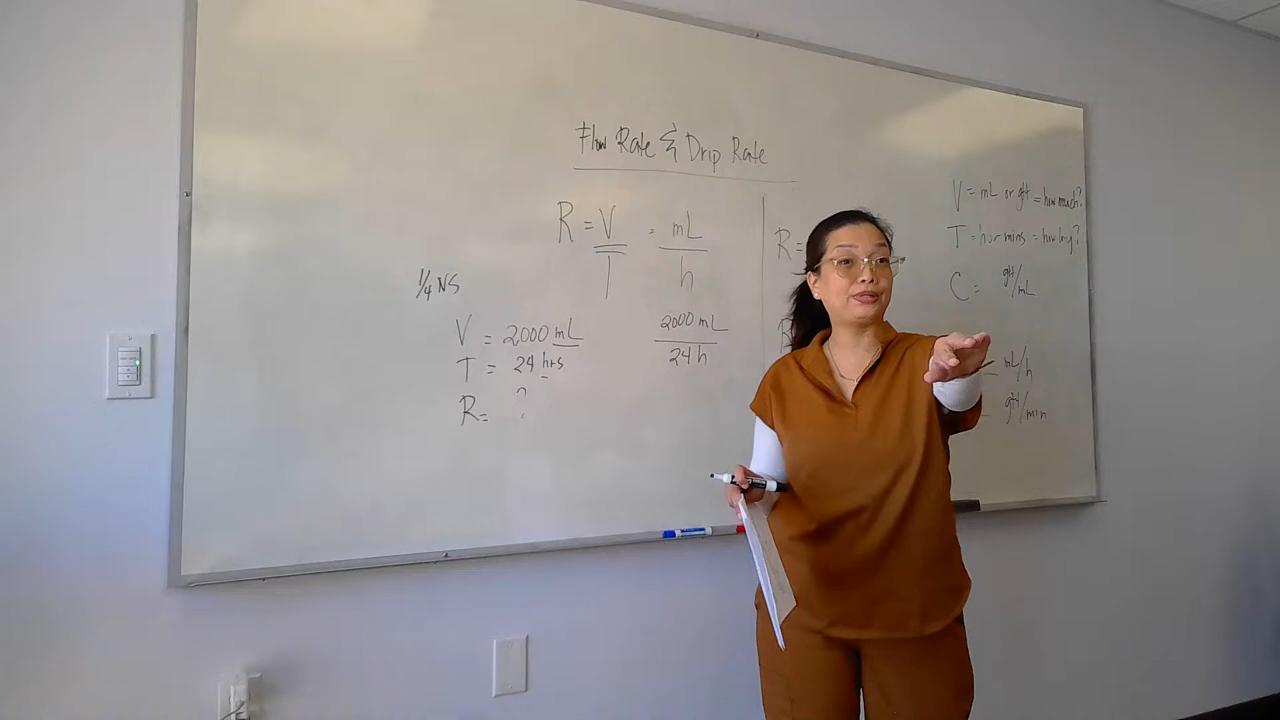 Flow Rate & Drip Rate
R = V/T = mL/h
1/4 NS
V = 2000 mL
T = 24 hrs
R = ?
2000 mL / 24 h
R =
R
V = mL or gtt = how much?
T = h or mins = how long?
C = gtt/mL
= mL/h
= gtt/min